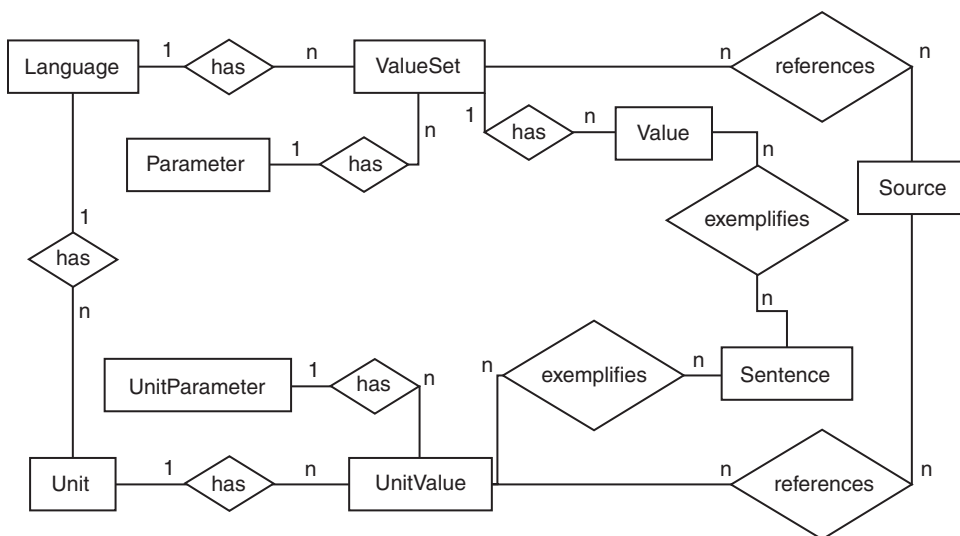 Language
1
has
n
ValueSet
n
references
n
1
has
n
Value
n
Parameter
1
has
n
Source
exemplifies
1
has
n
n
UnitParameter
1
has
n
n
exemplifies
n
Sentence
Unit
1
has
n
UnitValue
n
references
n